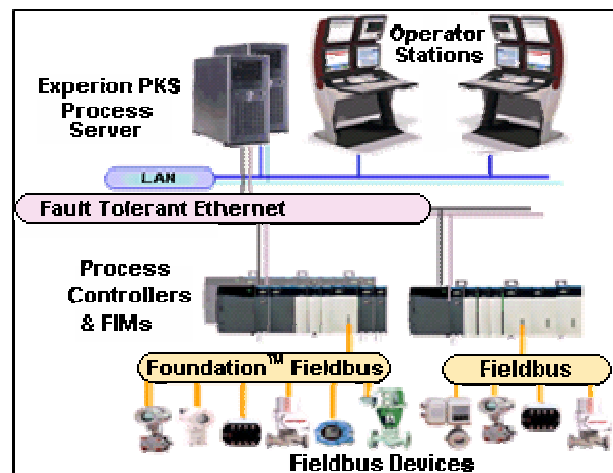 Operator
Stations
Experion PKS
Process
Server
LAN
Fault Tolerant Ethernet
Process
Controllers
& FIMs
Foundation™ Fieldbus
Fieldbus
Fieldbus Devices